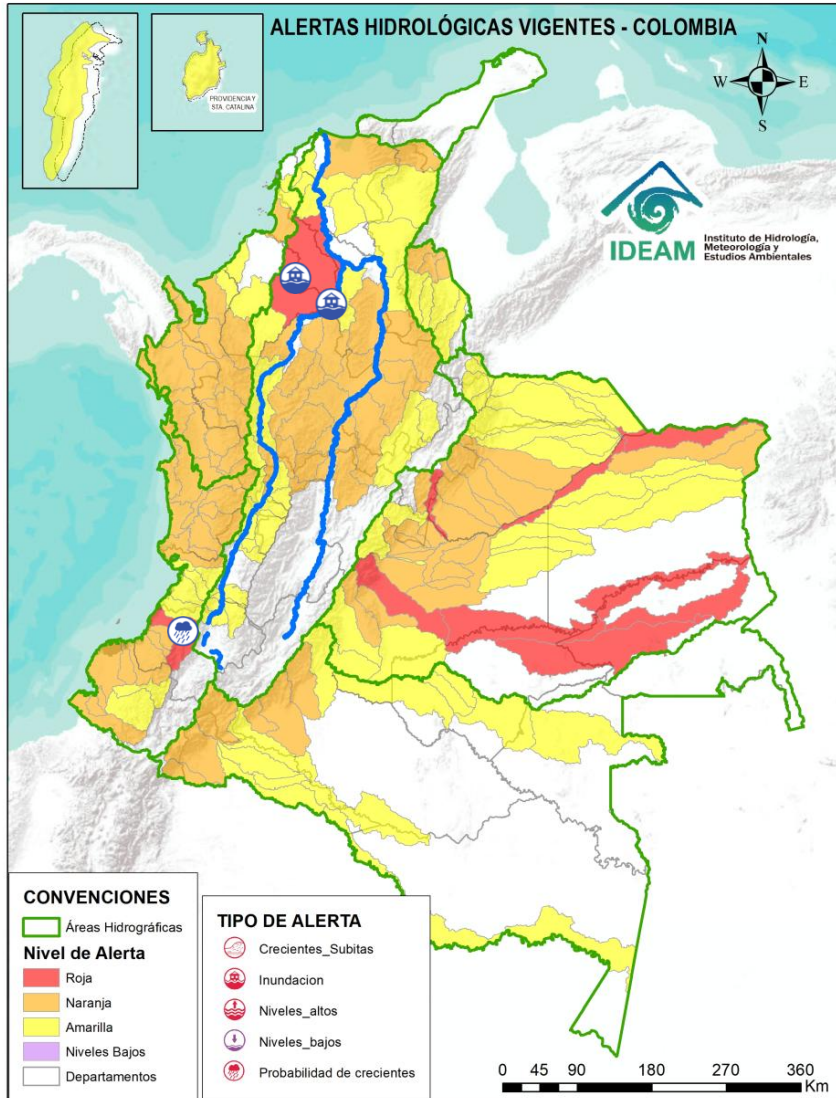 ALERTAS HIDROLÓGICAS VIGENTES - COLOMBIA
PROVIDENCIA Y
STA. CATALINA
N
W
E
S
IDEAM
Instituto de Hidrología,
Meteorología y
Estudios Ambientales
CONVENCIONES
Áreas Hidrográficas
Nivel de Alerta
Roja
Naranja
Amarilla
Niveles Bajos
Departamentos
TIPO DE ALERTA
Crecientes_Subitas
Inundacion
Niveles_altos
Niveles_bajos
Probabilidad de crecientes
0 45 90 180 270 360
Km